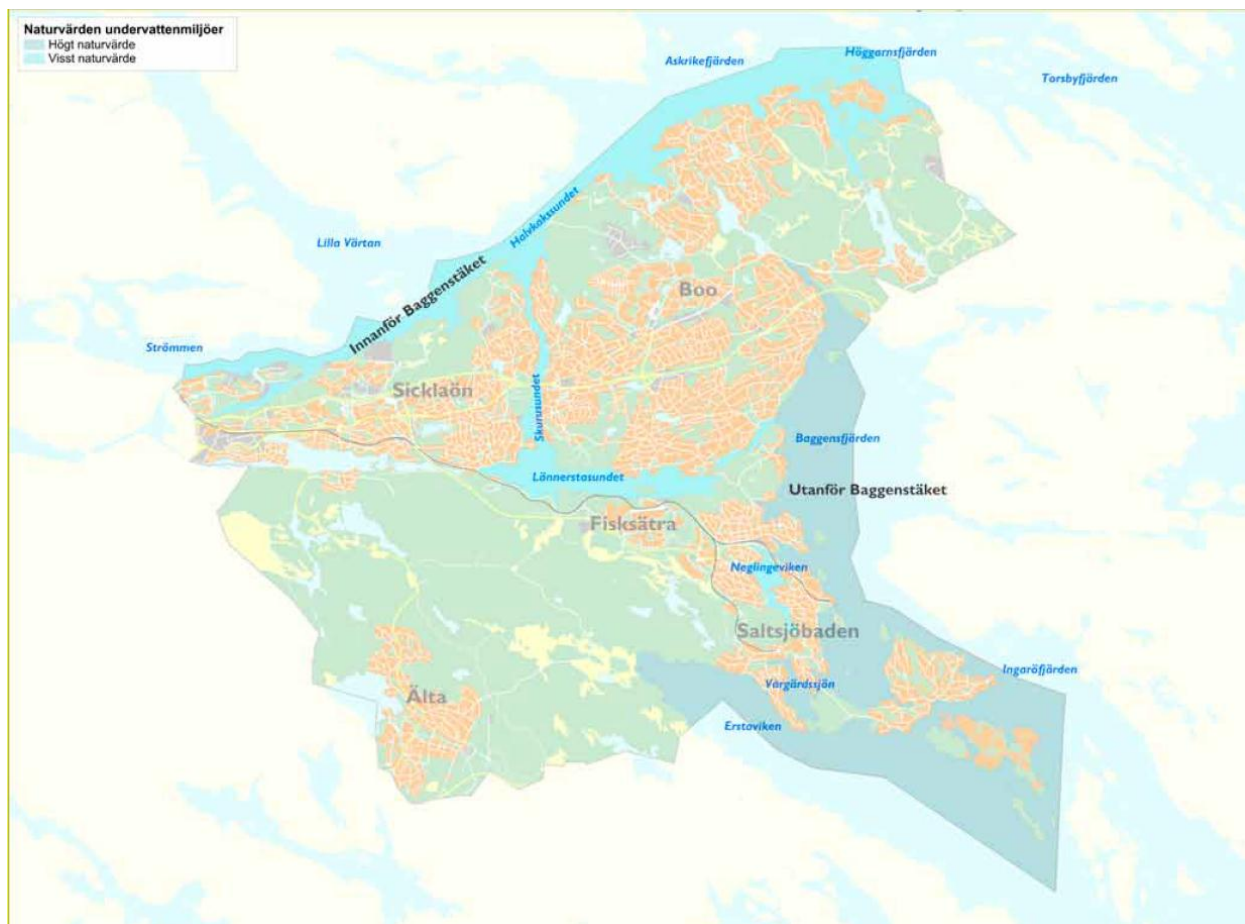 Naturvärden undervattenmiljöer
Högt naturvärde
Visst naturvärde
Höggarnsfjärden
Askrikefjärden
Torsbyfjärden
Halvkakssundet
Lilla Värtan
Innanför Baggenstäket
Boo
Strömmen
Sicklaön
Skurusundet
Baggensfjärden
Lännerstasundet
Utanför Baggenstäket
Fisksätra
Neglingeviken
Saltsjöbaden
Ingaröfjärden
Vårgärdssjön
Älta
Erstaviken